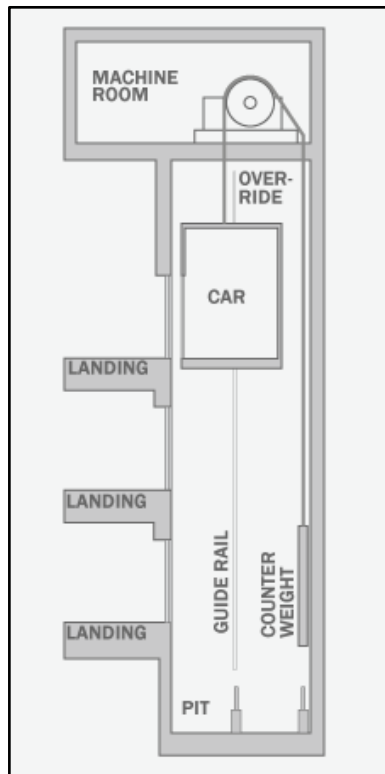 MACHINE
ROOM
OVER-
RIDE
CAR
LANDING
LANDING
GUIDE RAIL
COUNTER
WEIGHT
LANDING
PIT